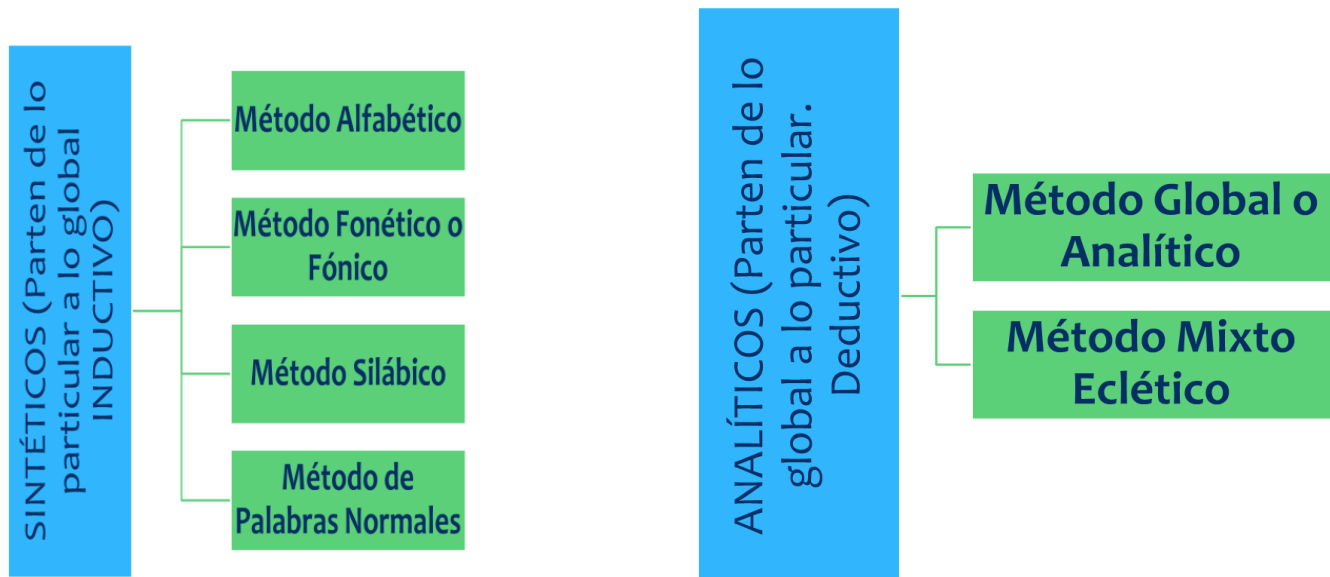 SINTÉTICOS (Parten de lo
particular a lo global
INDUCTIVO)
Método Alfabético
Método Fonético o
Fónico
Método Silábico
Método de
Palabras Normales
ANALÍTICOS (Parten de lo
global a lo particular.
Deductivo)
Método Global o
Analítico
Método Mixto
Eclético